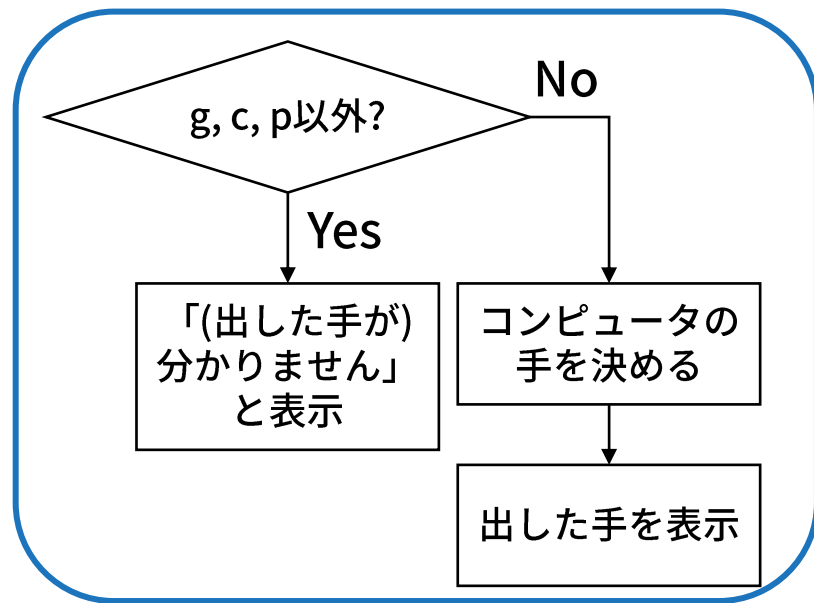 g, c, p以外?
No
Yes
「(出した手が)
分かりません」
と表示
コンピュータの
手を決める
出した手を表示